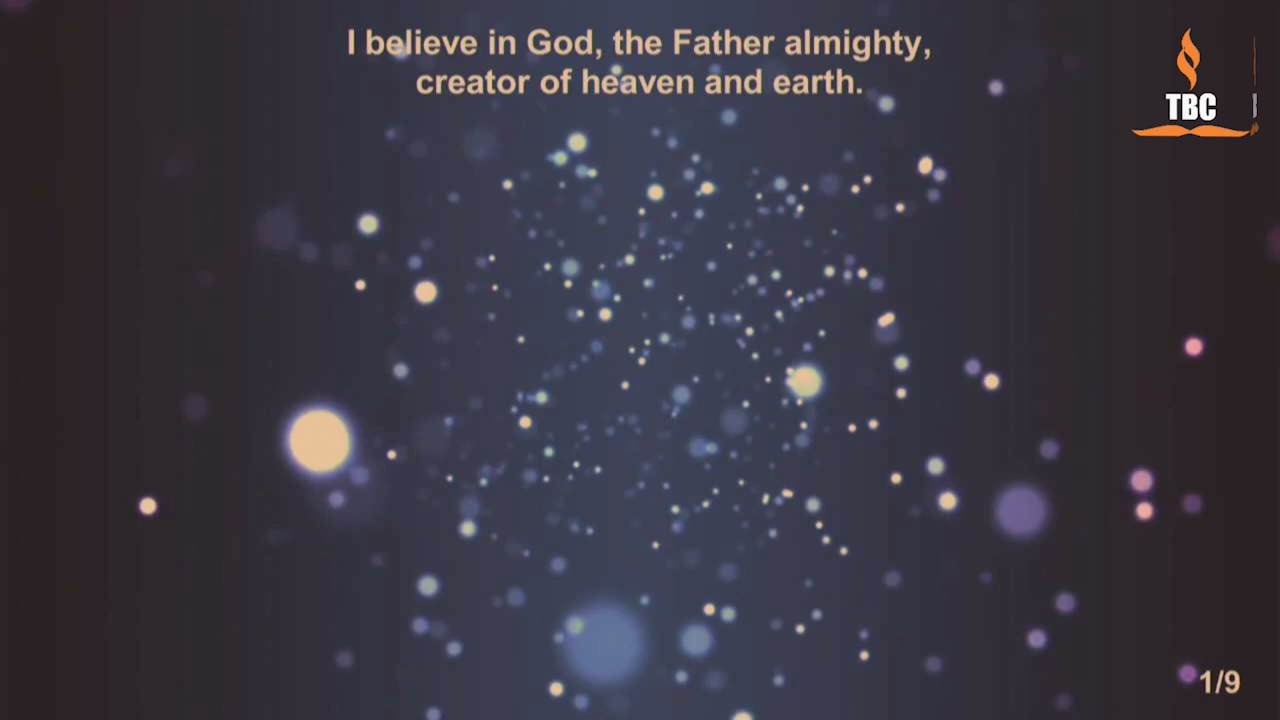 I believe in God, the Father almighty,
creator of heaven and earth.
TBC
1/9